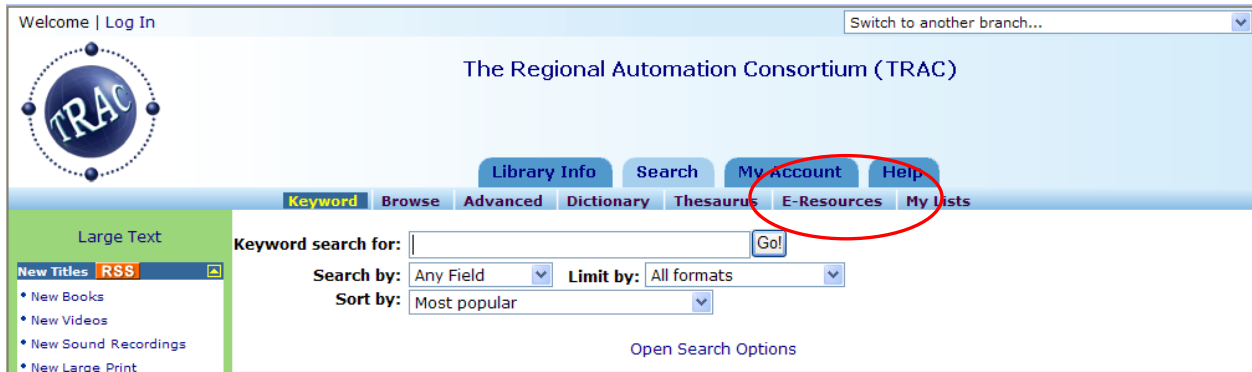 Welcome | Log In
Switch to another branch...
TRAC
The Regional Automation Consortium (TRAC)
Library Info Search My Account Help
Keyword Browse Advanced Dictionary Thesaurus E-Resources My Lists
Large Text
Keyword search for: Go!
New Titles RSS
Search by: Any Field Limit by: All formats
• New Books
Sort by: Most popular
• New Videos
• New Sound Recordings
Open Search Options
• New Large Print